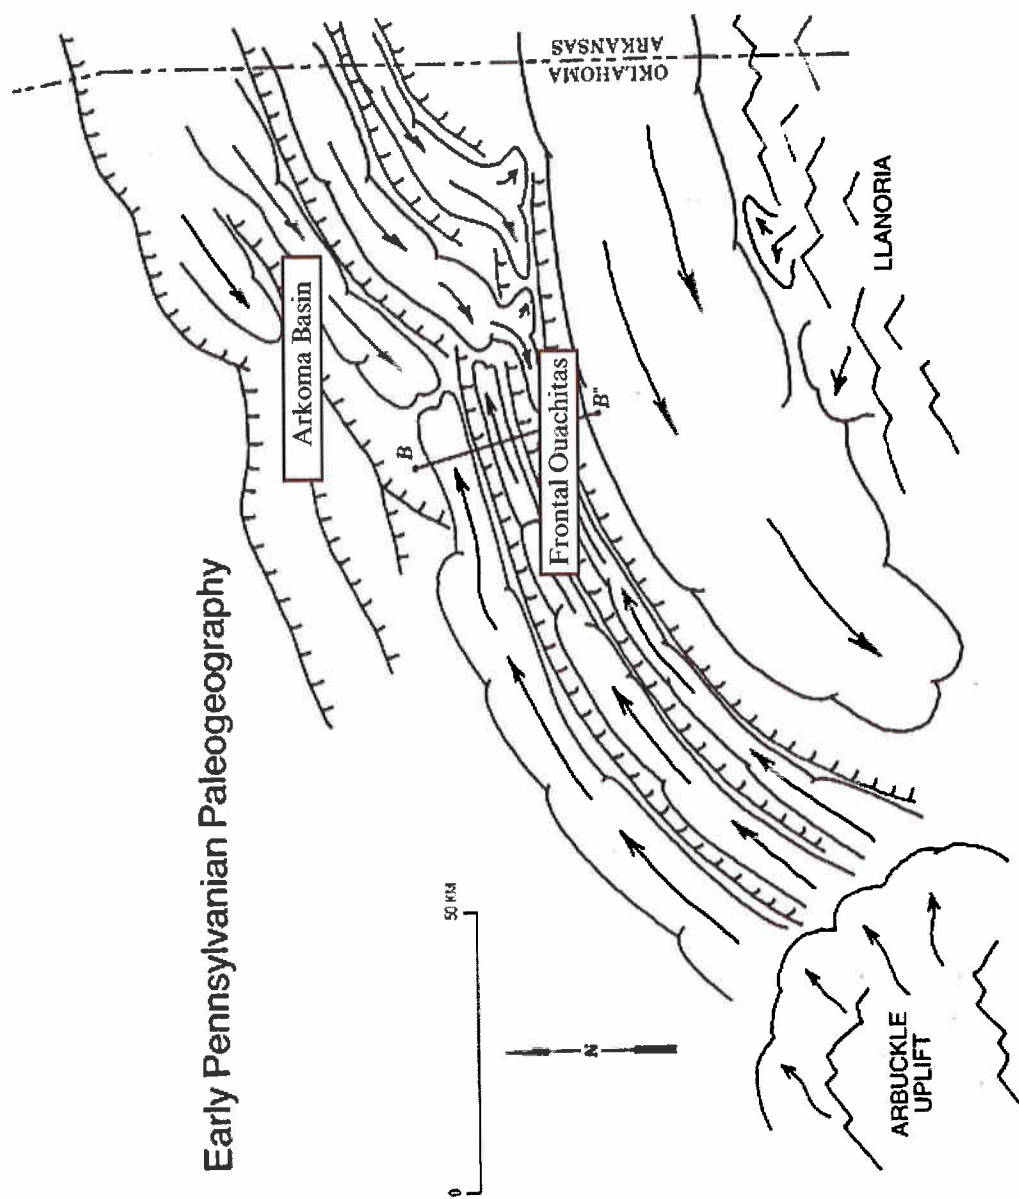 Early Pennsylvanian Paleogeography
Arkoma Basin
Frontal Ouachitas
B
B"
OKLAHOMA
ARKANSAS
LLANORIA
ARBUCKLE
UPLIFT
N
0
50 KM